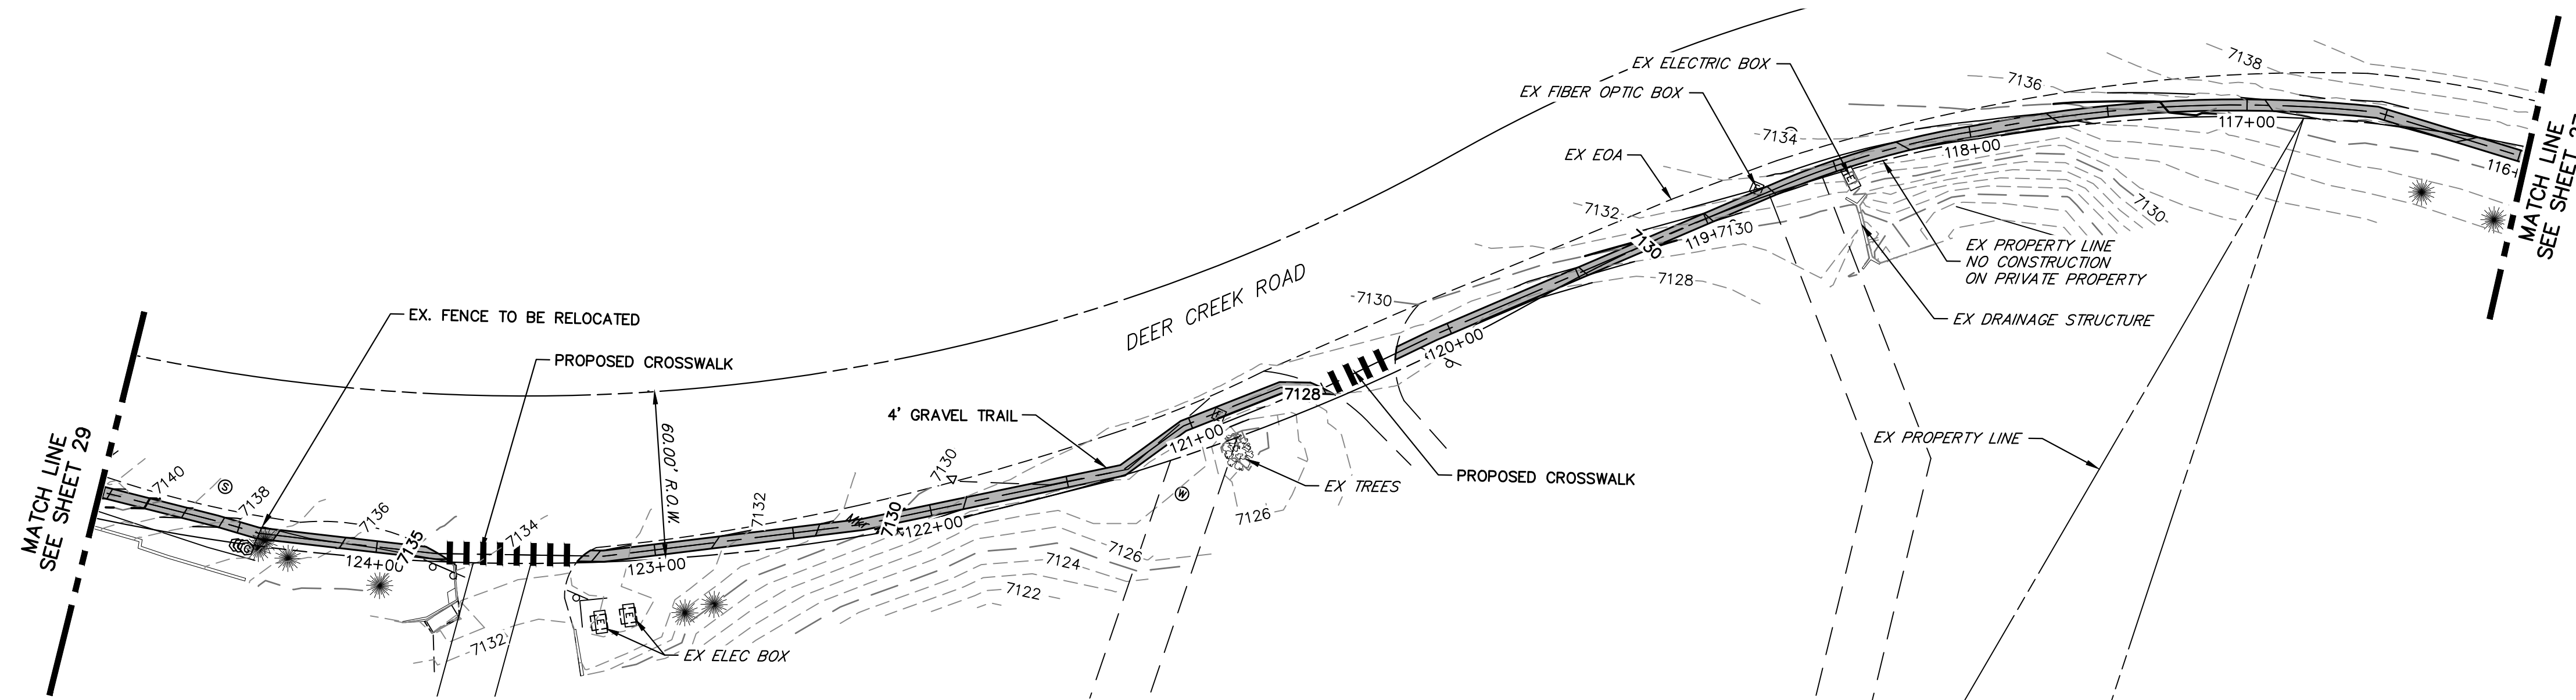 EX ELECTRIC BOX
EX FIBER OPTIC BOX
EX EOA
7138
7136
7134
7132
7130
117+00
118+00
116+
119+
7130
7130
7128
7130
EX PROPERTY LINE
NO CONSTRUCTION
ON PRIVATE PROPERTY
EX DRAINAGE STRUCTURE
MATCH LINE
DEER CREEK ROAD
EX. FENCE TO BE RELOCATED
PROPOSED CROSSWALK
60.00' R.O.W.
4' GRAVEL TRAIL
120+00
7128
121+00
EX PROPERTY LINE
PROPOSED CROSSWALK
EX TREES
7126
W
MATCH LINE
SEE SHEET 29
7140
S
7138
7136
7135
7134
7132
7130
7130
122+00
124+00
123+00
7126
7124
7122
7132
E
E
EX ELEC BOX